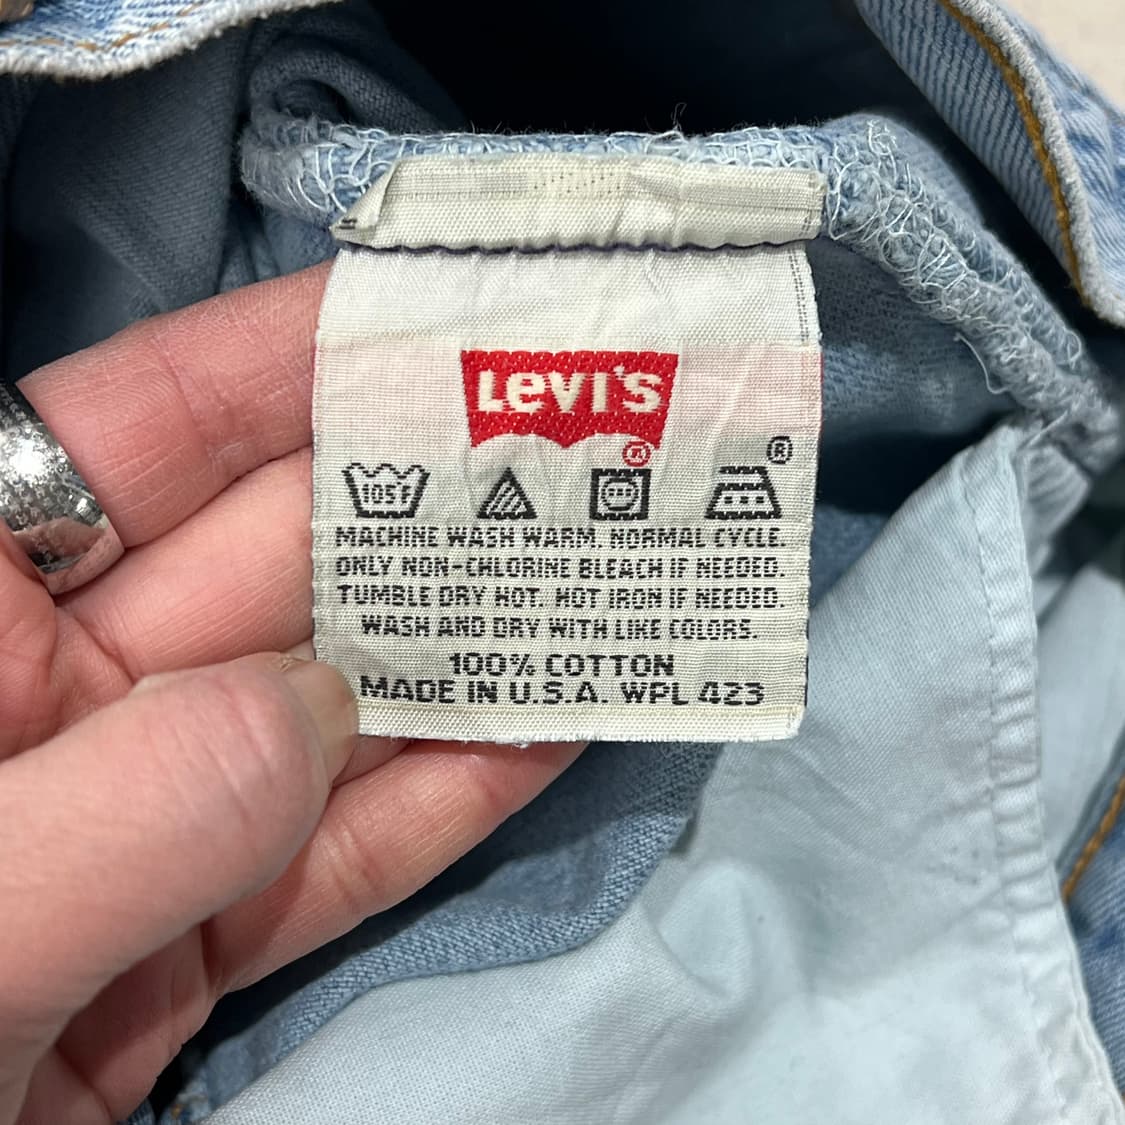 Levi's
®
®
105F
MACHINE WASH WARM. NORMAL CYCLE.
ONLY NON-CHLORINE BLEACH IF NEEDED.
TUMBLE DRY HOT. HOT IRON IF NEEDED.
WASH AND DRY WITH LIKE COLORS.
100% COTTON
MADE IN U.S.A. WPL 423